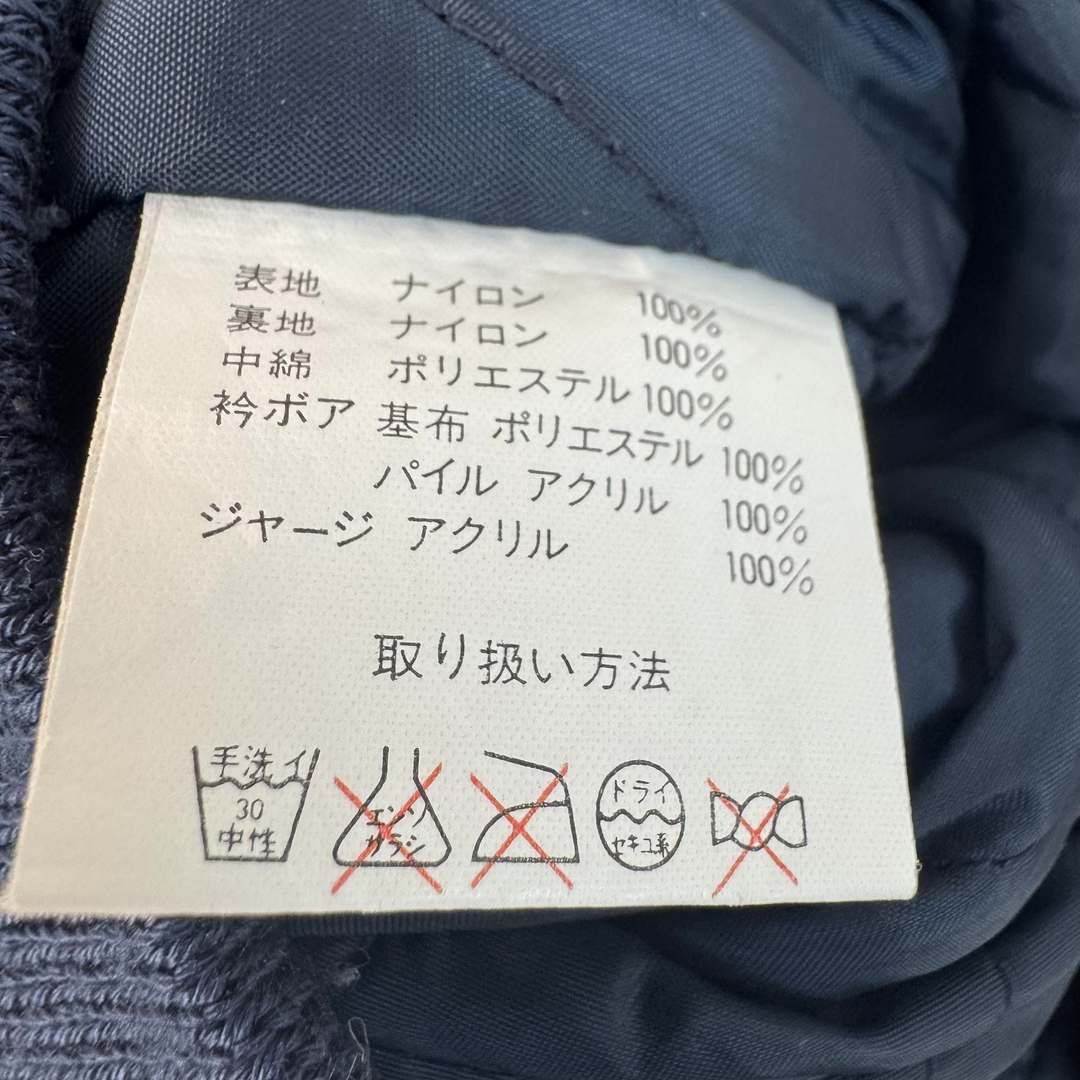 表地 ナイロン 100%
裏地 ナイロン 100%
中綿 ポリエステル 100%
衿ボア 基布 ポリエステル 100%
パイル アクリル 100%
ジャージ アクリル 100%
取り扱い方法
手洗イ
30
中性
エンソ
サラシ
ドライ
セキユ系